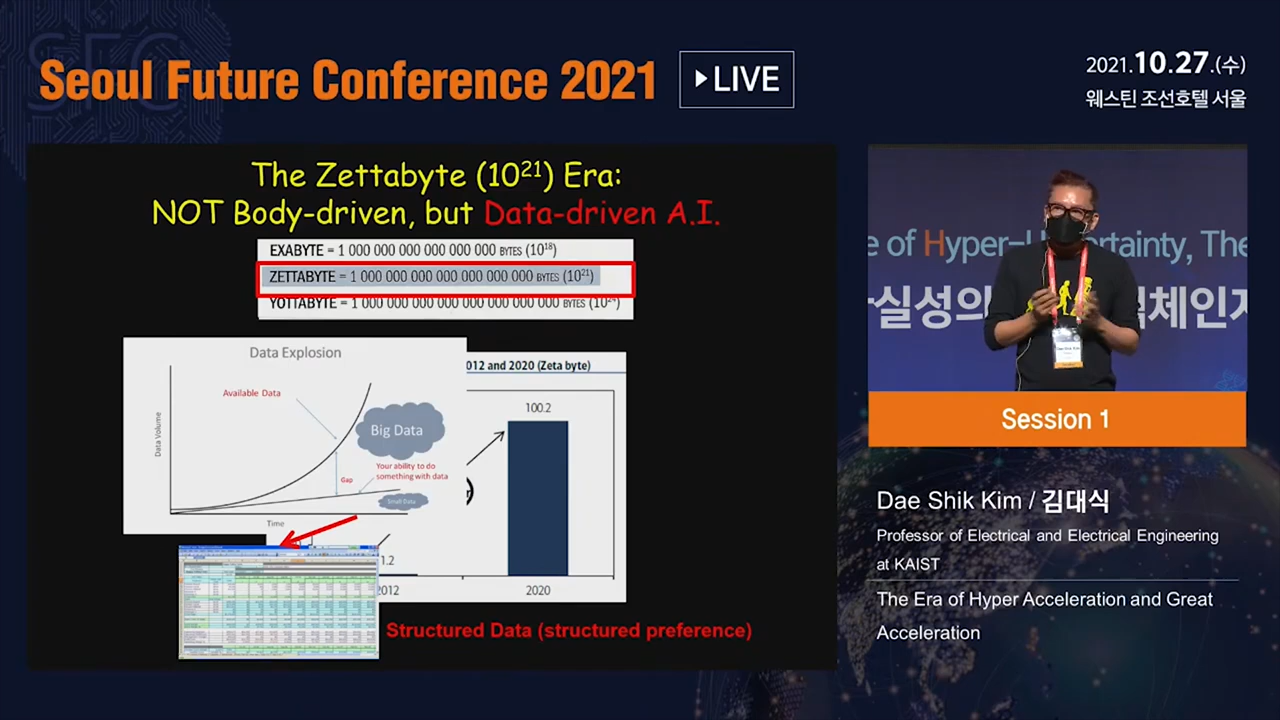 Seoul Future Conference 2021
LIVE
2021.10.27.(수)
웨스틴 조선호텔 서울
The Zettabyte (10²¹) Era:
NOT Body-driven, but Data-driven A.I.
EXABYTE = 1 000 000 000 000 000 000 BYTES (10¹⁸)
ZETTABYTE = 1 000 000 000 000 000 000 000 BYTES (10²¹)
YOTTABYTE = 1 000 000 000 000 000 000 000 000 BYTES (10²⁴)
Data Explosion
Available Data
Big Data
Data Volume
Your ability to do
something with data
Gap
Small Data
Time
012 and 2020 (Zeta byte)
100.2
1.2
2012
2020
Structured Data (structured preference)
e of Hyper-Uncertainty, The
실성의
체인지
Session 1
Dae Shik Kim / 김대식
Professor of Electrical and Electrical Engineering
at KAIST
The Era of Hyper Acceleration and Great
Acceleration